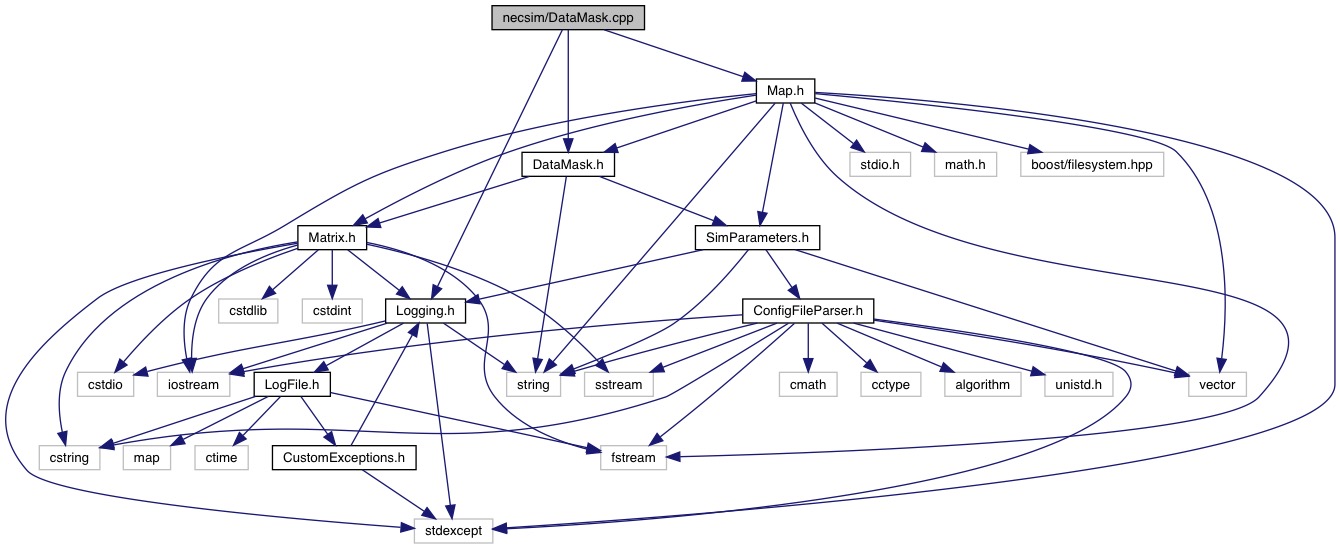 necsim/DataMask.cpp
Map.h
DataMask.h
stdio.h
math.h
boost/filesystem.hpp
Matrix.h
SimParameters.h
cstdlib
cstdint
Logging.h
ConfigFileParser.h
cstdio
iostream
LogFile.h
string
sstream
cmath
cctype
algorithm
unistd.h
vector
cstring
map
ctime
CustomExceptions.h
fstream
stdexcept